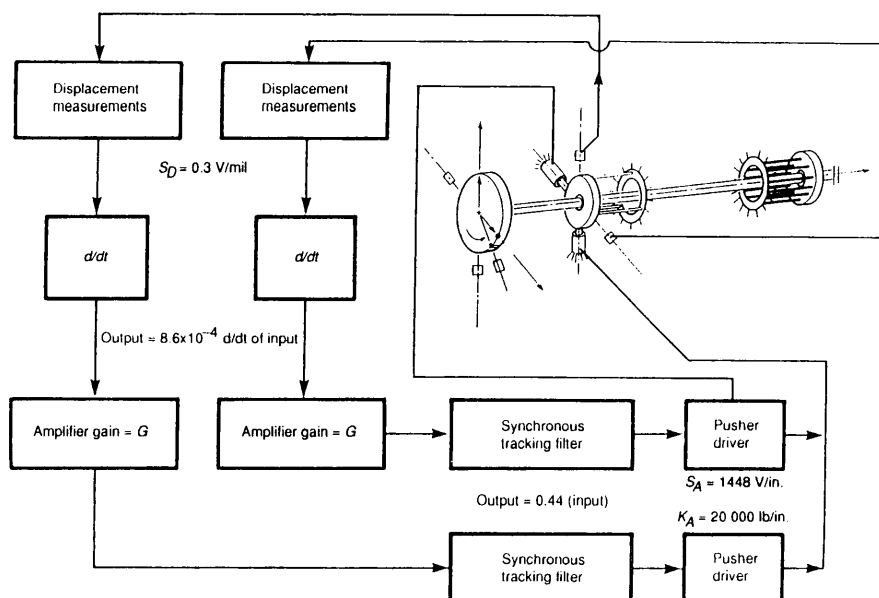 Displacement
measurements
Displacement
measurements
S_D = 0.3 V/mil
d/dt
d/dt
Output = 8.6x10⁻⁴ d/dt of input
Amplifier gain = G
Amplifier gain = G
Synchronous
tracking filter
Pusher
driver
S_A = 1448 V/in.
Output = 0.44 (input)
K_A = 20 000 lb/in.
Synchronous
tracking filter
Pusher
driver